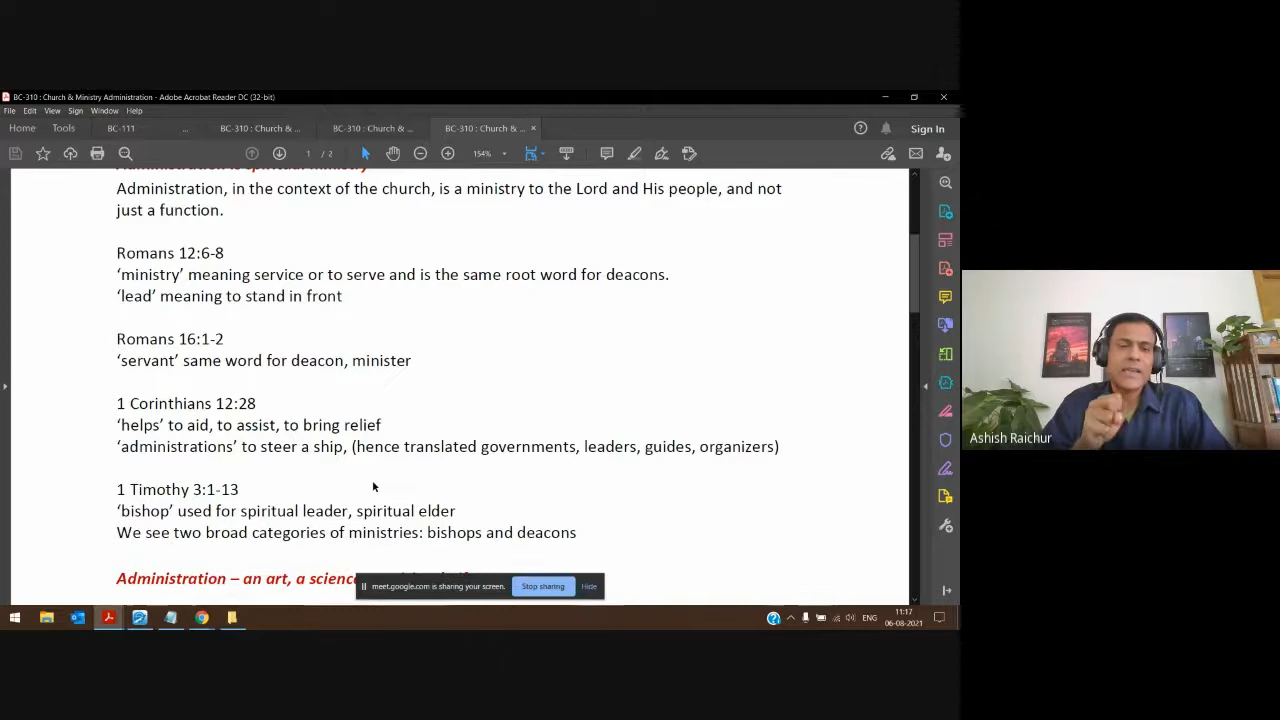 BC-310 : Church & Ministry Administration - Adobe Acrobat Reader DC (32-bit)
File Edit View Sign Window Help
Home Tools BC-111 ... BC-310 : Church & ... BC-310 : Church & ... BC-310 : Church & ... × Sign In
1 / 2 154%
Administration is spiritual ministry
Administration, in the context of the church, is a ministry to the Lord and His people, and not
just a function.
Romans 12:6-8
‘ministry’ meaning service or to serve and is the same root word for deacons.
‘lead’ meaning to stand in front
Romans 16:1-2
‘servant’ same word for deacon, minister
1 Corinthians 12:28
‘helps’ to aid, to assist, to bring relief
‘administrations’ to steer a ship, (hence translated governments, leaders, guides, organizers)
1 Timothy 3:1-13
‘bishop’ used for spiritual leader, spiritual elder
We see two broad categories of ministries: bishops and deacons
Administration – an art, a science
meet.google.com is sharing your screen. Stop sharing Hide
ENG
11:17
06-08-2021
Ashish Raichur